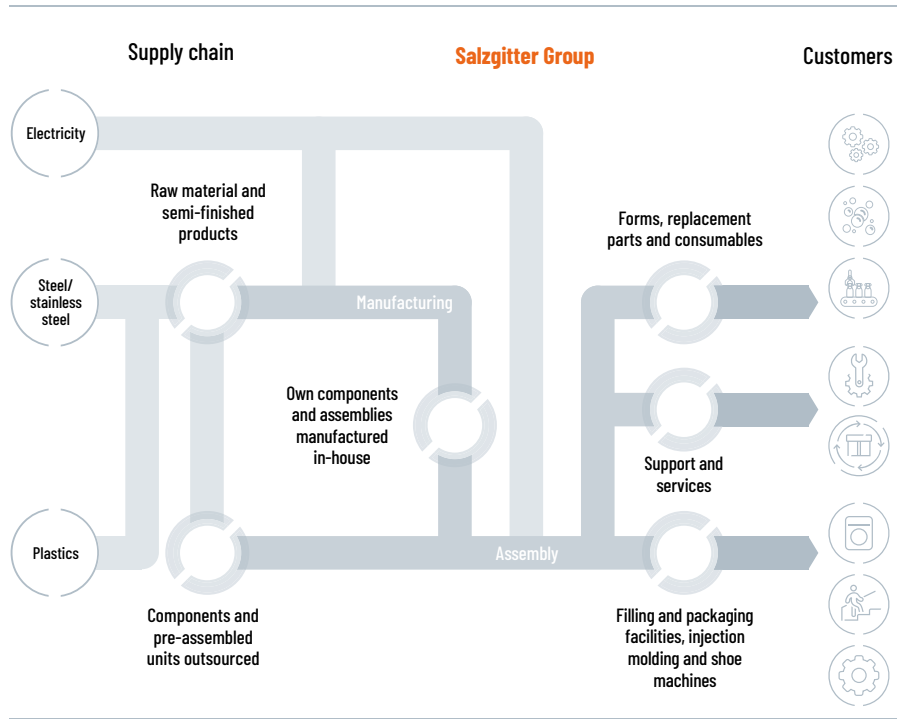 Supply chain
Salzgitter Group
Customers
Electricity
Raw material and
semi-finished
products
Forms, replacement
parts and consumables
Steel/
stainless
steel
Manufacturing
Own components
and assemblies
manufactured
in-house
Support and
services
Plastics
Assembly
Components and
pre-assembled
units outsourced
Filling and packaging
facilities, injection
molding and shoe
machines